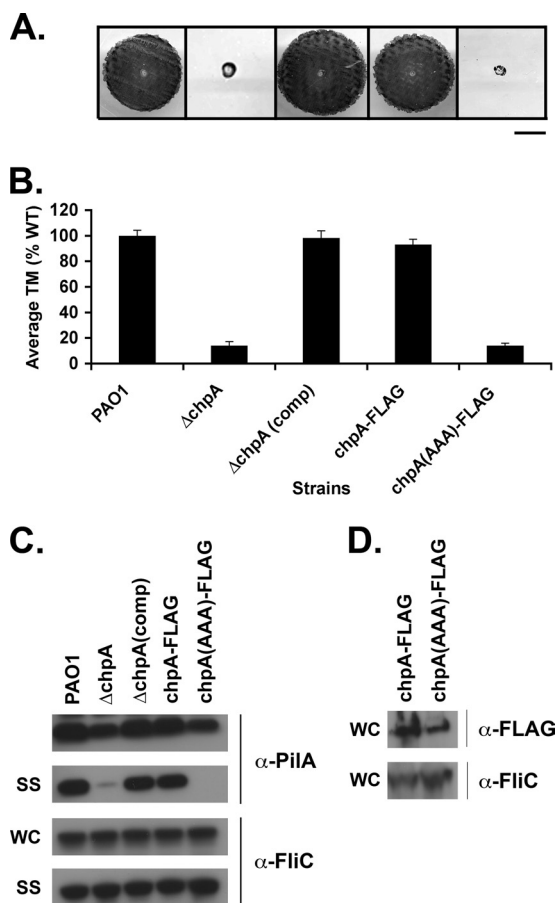 A.
B.
Average TM (% WT)
120
100
80
60
40
20
0
PAO1
ΔchpA
ΔchpA (comp)
chpA-FLAG
chpA(AAA)-FLAG
Strains
C.
PAO1
ΔchpA
ΔchpA(comp)
chpA-FLAG
chpA(AAA)-FLAG
α-PilA
SS
WC
α-FliC
SS
D.
chpA-FLAG
chpA(AAA)-FLAG
WC
α-FLAG
WC
α-FliC